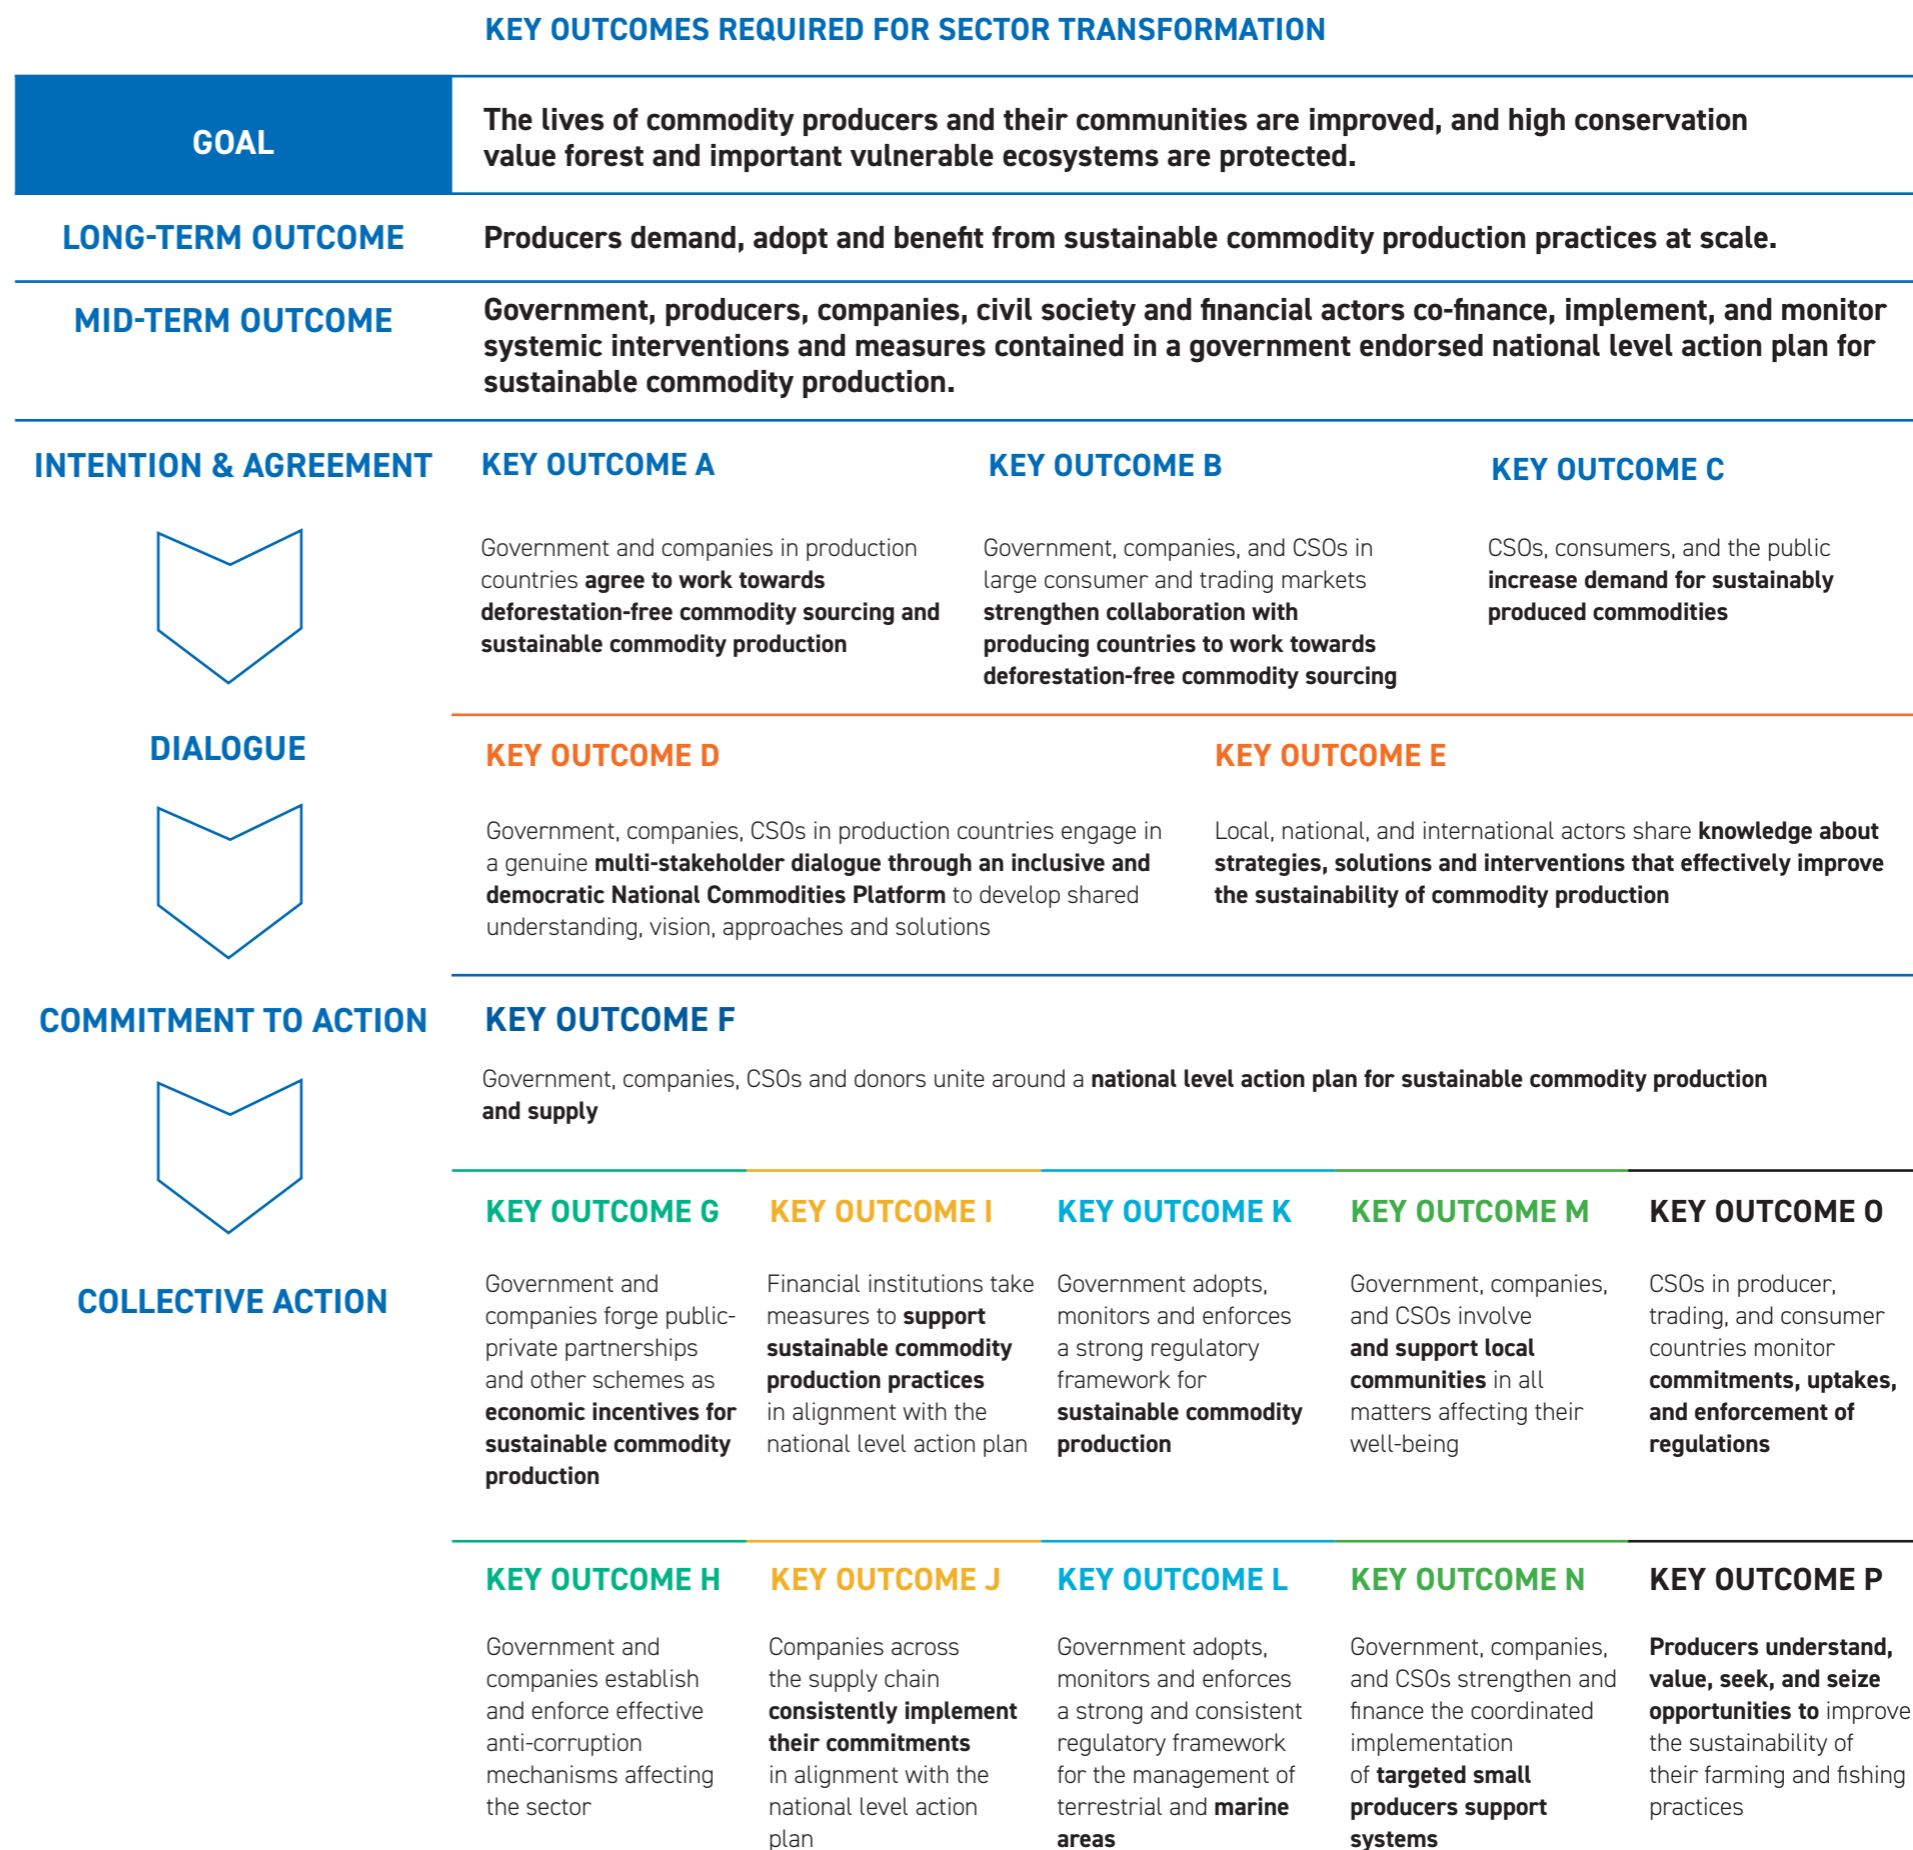 KEY OUTCOMES REQUIRED FOR SECTOR TRANSFORMATION
GOAL
The lives of commodity producers and their communities are improved, and high conservation
value forest and important vulnerable ecosystems are protected.
LONG-TERM OUTCOME
Producers demand, adopt and benefit from sustainable commodity production practices at scale.
MID-TERM OUTCOME
Government, producers, companies, civil society and financial actors co-finance, implement, and monitor
systemic interventions and measures contained in a government endorsed national level action plan for
sustainable commodity production.
INTENTION & AGREEMENT
KEY OUTCOME A
Government and companies in production
countries agree to work towards
deforestation-free commodity sourcing and
sustainable commodity production
KEY OUTCOME B
Government, companies, and CSOs in
large consumer and trading markets
strengthen collaboration with
producing countries to work towards
deforestation-free commodity sourcing
KEY OUTCOME C
CSOs, consumers, and the public
increase demand for sustainably
produced commodities
DIALOGUE
KEY OUTCOME D
Government, companies, CSOs in production countries engage in
a genuine multi-stakeholder dialogue through an inclusive and
democratic National Commodities Platform to develop shared
understanding, vision, approaches and solutions
KEY OUTCOME E
Local, national, and international actors share knowledge about
strategies, solutions and interventions that effectively improve
the sustainability of commodity production
COMMITMENT TO ACTION
KEY OUTCOME F
Government, companies, CSOs and donors unite around a national level action plan for sustainable commodity production
and supply
COLLECTIVE ACTION
KEY OUTCOME G
Government and
companies forge public-
private partnerships
and other schemes as
economic incentives for
sustainable commodity
production
KEY OUTCOME I
Financial institutions take
measures to support
sustainable commodity
production practices
in alignment with the
national level action plan
KEY OUTCOME K
Government adopts,
monitors and enforces
a strong regulatory
framework for
sustainable commodity
production
KEY OUTCOME M
Government, companies,
and CSOs involve
and support local
communities in all
matters affecting their
well-being
KEY OUTCOME O
CSOs in producer,
trading, and consumer
countries monitor
commitments, uptakes,
and enforcement of
regulations
KEY OUTCOME H
Government and
companies establish
and enforce effective
anti-corruption
mechanisms affecting
the sector
KEY OUTCOME J
Companies across
the supply chain
consistently implement
their commitments
in alignment with the
national level action
plan
KEY OUTCOME L
Government adopts,
monitors and enforces
a strong and consistent
regulatory framework
for the management of
terrestrial and marine
areas
KEY OUTCOME N
Government, companies,
and CSOs strengthen and
finance the coordinated
implementation
of targeted small
producers support
systems
KEY OUTCOME P
Producers understand,
value, seek, and seize
opportunities to improve
the sustainability of
their farming and fishing
practices